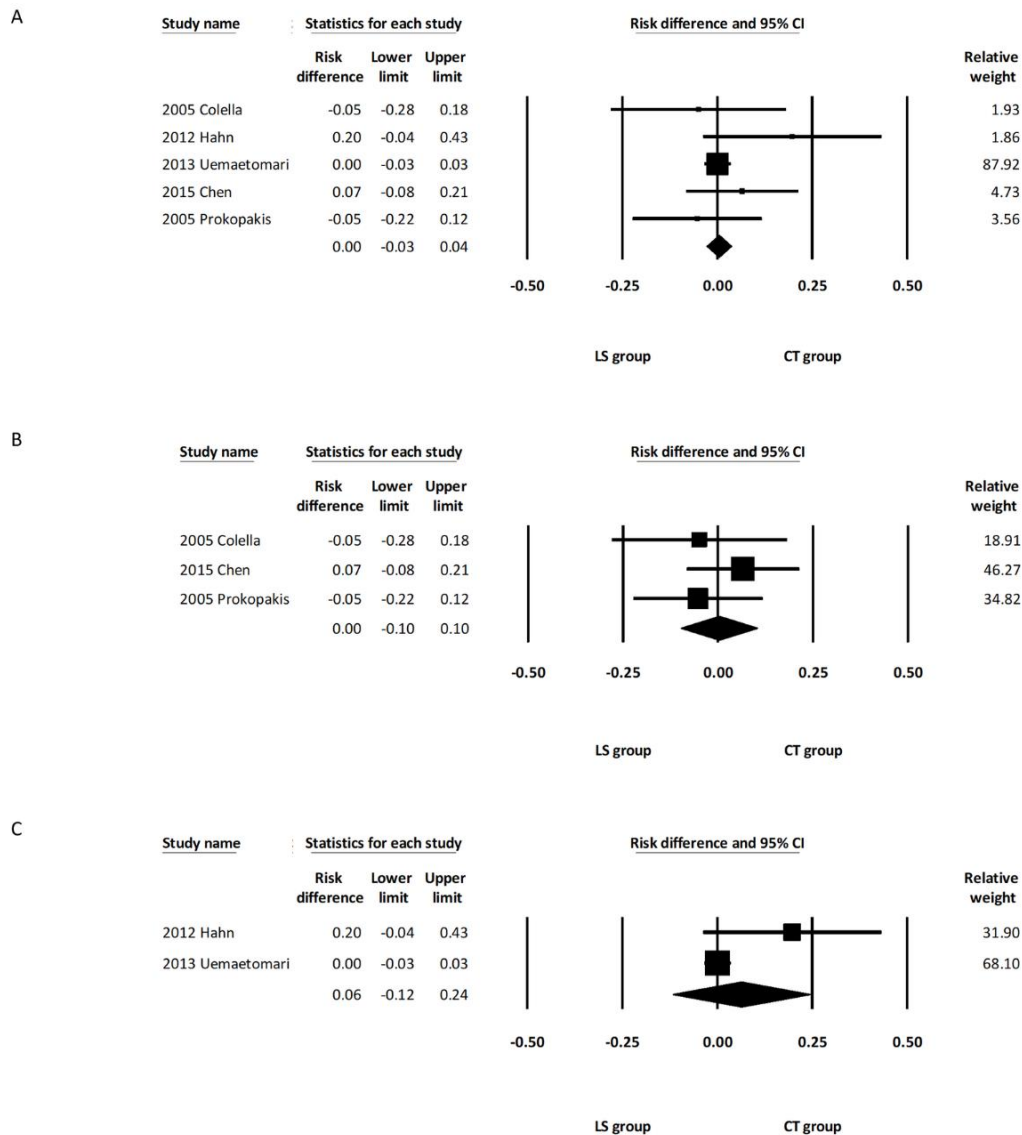 A
Study name Statistics for each study Risk difference and 95% CI
Risk Lower Upper Relative
difference limit limit weight
2005 Colella -0.05 -0.28 0.18 1.93
2012 Hahn 0.20 -0.04 0.43 1.86
2013 Uemaetomari 0.00 -0.03 0.03 87.92
2015 Chen 0.07 -0.08 0.21 4.73
2005 Prokopakis -0.05 -0.22 0.12 3.56
0.00 -0.03 0.04
-0.50 -0.25 0.00 0.25 0.50
LS group CT group
B
Study name Statistics for each study Risk difference and 95% CI
Risk Lower Upper Relative
difference limit limit weight
2005 Colella -0.05 -0.28 0.18 18.91
2015 Chen 0.07 -0.08 0.21 46.27
2005 Prokopakis -0.05 -0.22 0.12 34.82
0.00 -0.10 0.10
-0.50 -0.25 0.00 0.25 0.50
LS group CT group
C
Study name Statistics for each study Risk difference and 95% CI
Risk Lower Upper Relative
difference limit limit weight
2012 Hahn 0.20 -0.04 0.43 31.90
2013 Uemaetomari 0.00 -0.03 0.03 68.10
0.06 -0.12 0.24
-0.50 -0.25 0.00 0.25 0.50
LS group CT group